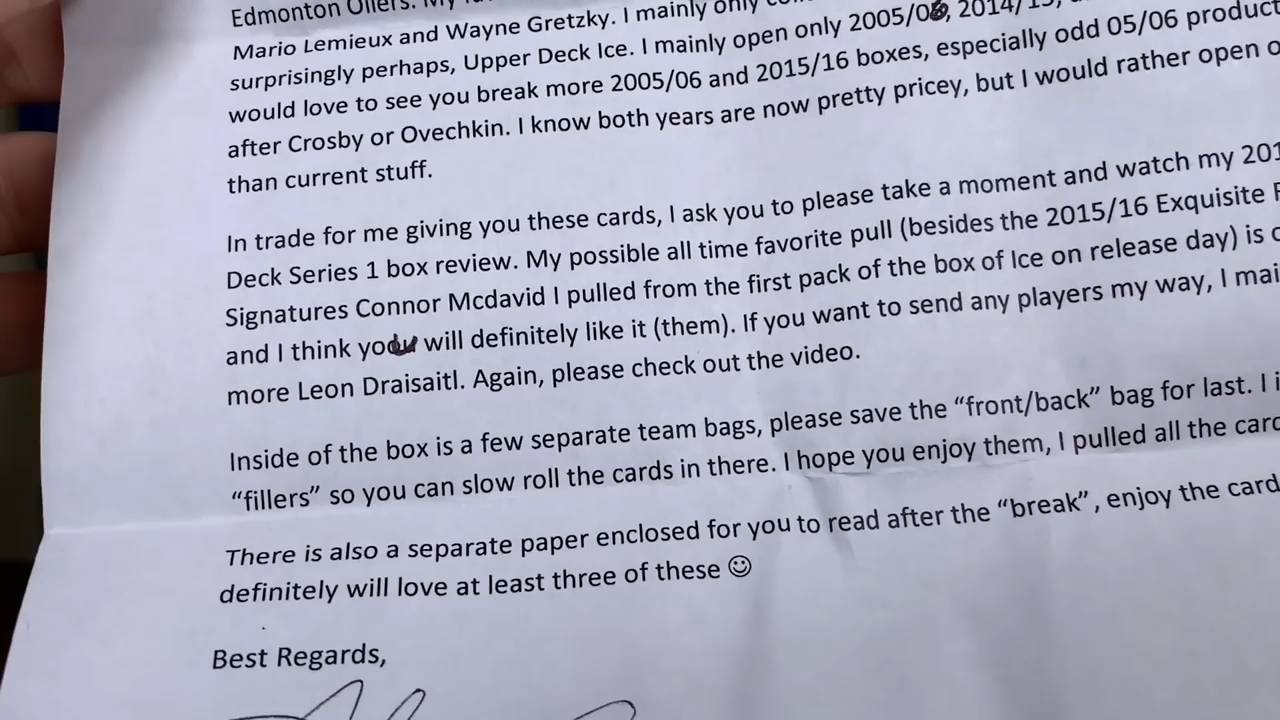 Edmonton Oilers. My
Mario Lemieux and Wayne Gretzky. I mainly only
surprisingly perhaps, Upper Deck Ice. I mainly open only 2005/06, 2014/15,
would love to see you break more 2005/06 and 2015/16 boxes, especially odd 05/06 product
after Crosby or Ovechkin. I know both years are now pretty pricey, but I would rather open
than current stuff.
In trade for me giving you these cards, I ask you to please take a moment and watch my 201
Deck Series 1 box review. My possible all time favorite pull (besides the 2015/16 Exquisite
Signatures Connor Mcdavid I pulled from the first pack of the box of Ice on release day) is
and I think you will definitely like it (them). If you want to send any players my way, I mai
more Leon Draisaitl. Again, please check out the video.
Inside of the box is a few separate team bags, please save the “front/back” bag for last. I
“fillers” so you can slow roll the cards in there. I hope you enjoy them, I pulled all the card
There is also a separate paper enclosed for you to read after the “break”, enjoy the card
definitely will love at least three of these ☺
Best Regards,